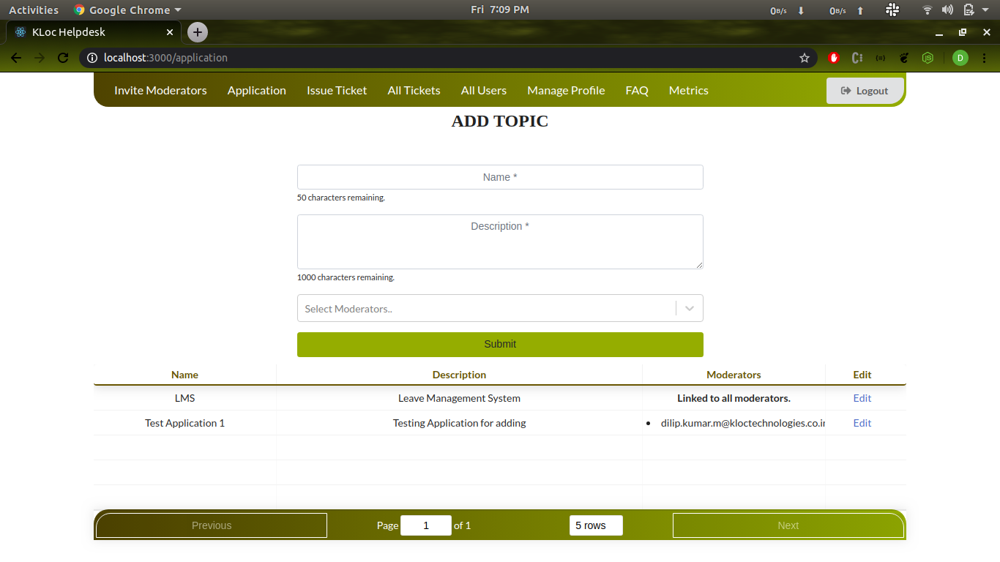 Activities Google Chrome Fri 7:09 PM 0B/s 0B/s
KLoc Helpdesk
localhost:3000/application D
Invite Moderators Application Issue Ticket All Tickets All Users Manage Profile FAQ Metrics Logout
ADD TOPIC
Name *
50 characters remaining.
Description *
1000 characters remaining.
Select Moderators..
Submit
Name Description Moderators Edit
LMS Leave Management System Linked to all moderators. Edit
Test Application 1 Testing Application for adding • dilip.kumar.m@kloctechnologies.co.in Edit
Previous Page 1 of 1 5 rows Next